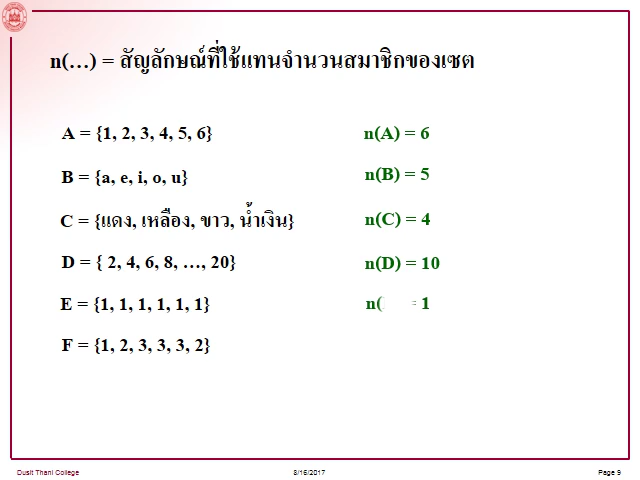 n(…) = สัญลักษณ์ที่ใช้แทนจำนวนสมาชิกของเซต
A = {1, 2, 3, 4, 5, 6} n(A) = 6
B = {a, e, i, o, u} n(B) = 5
C = {แดง, เหลือง, ขาว, น้ำเงิน} n(C) = 4
D = { 2, 4, 6, 8, …, 20} n(D) = 10
E = {1, 1, 1, 1, 1, 1} n( = 1
F = {1, 2, 3, 3, 3, 2}
Dusit Thani College 8/16/2017 Page 9